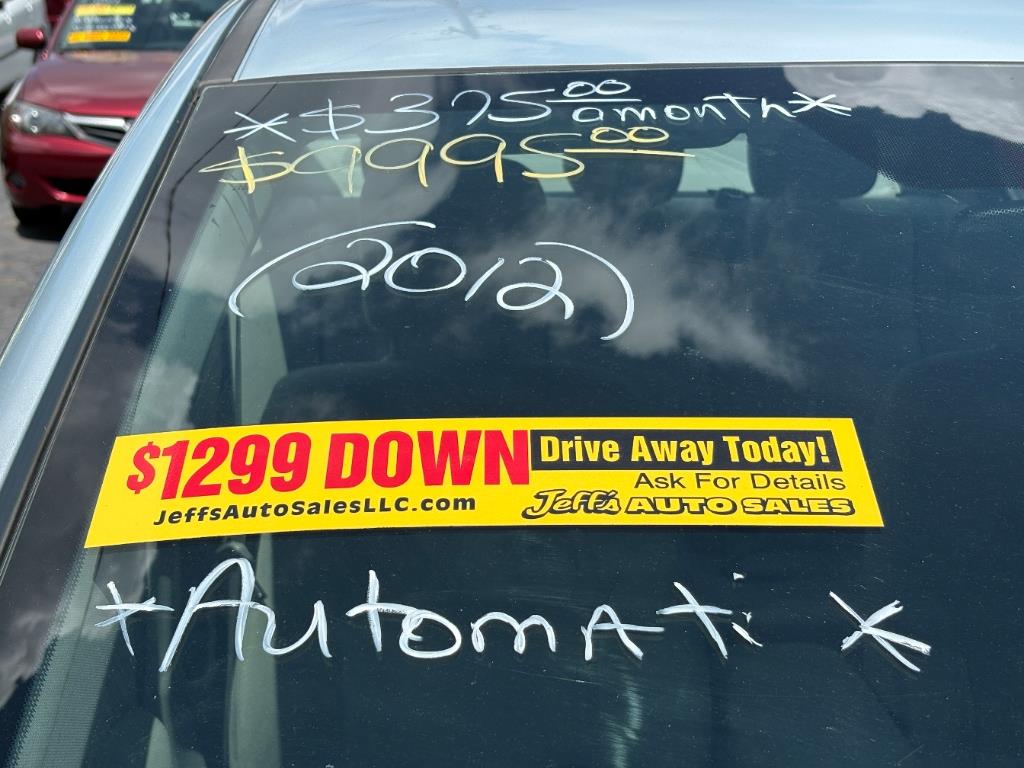 *$375.00 a month*
$9995.00
(2012)
$1299 DOWN Drive Away Today!
Ask For Details
JeffsAutoSalesLLC.com Jeff's AUTO SALES
*Automati *